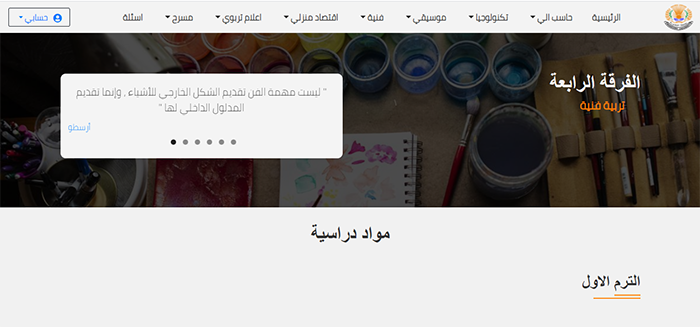 الرئيسية
حاسب الي
تكنولوجيا
موسيقي
فنية
اقتصاد منزلي
اعلام تربوي
مسرح
اسئلة
حسابي
الفرقة الرابعة
تربية فنية
" ليست مهمة الفن تقديم الشكل الخارجي للأشياء , وإنما تقديم
المدلول الداخلي لها "
أرسطو
مواد دراسية
الترم الاول